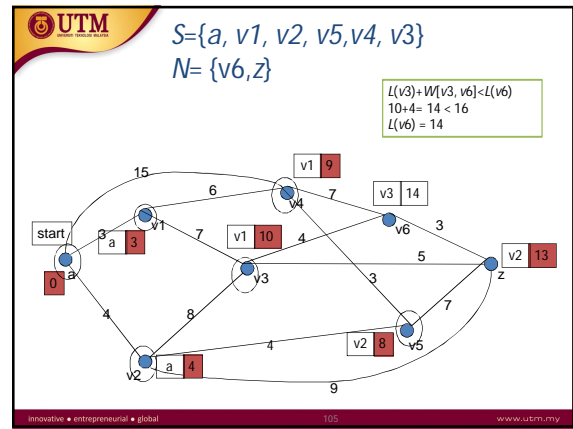 UTM
UNIVERSITI TEKNOLOGI MALAYSIA
S={a, v1, v2, v5,v4, v3}
N= {v6,z}
L(v3)+W[v3, v6]<L(v6)
10+4= 14 < 16
L(v6) = 14
15
v1 9
6
7
v4
v3 14
start
3
v1
a 3
7
v1 10
4
v6
3
0
a
v3
5
z
v2 13
4
8
3
7
4
v2 8
v5
v2
a 4
9
innovative ● entrepreneurial ● global
105
www.utm.my